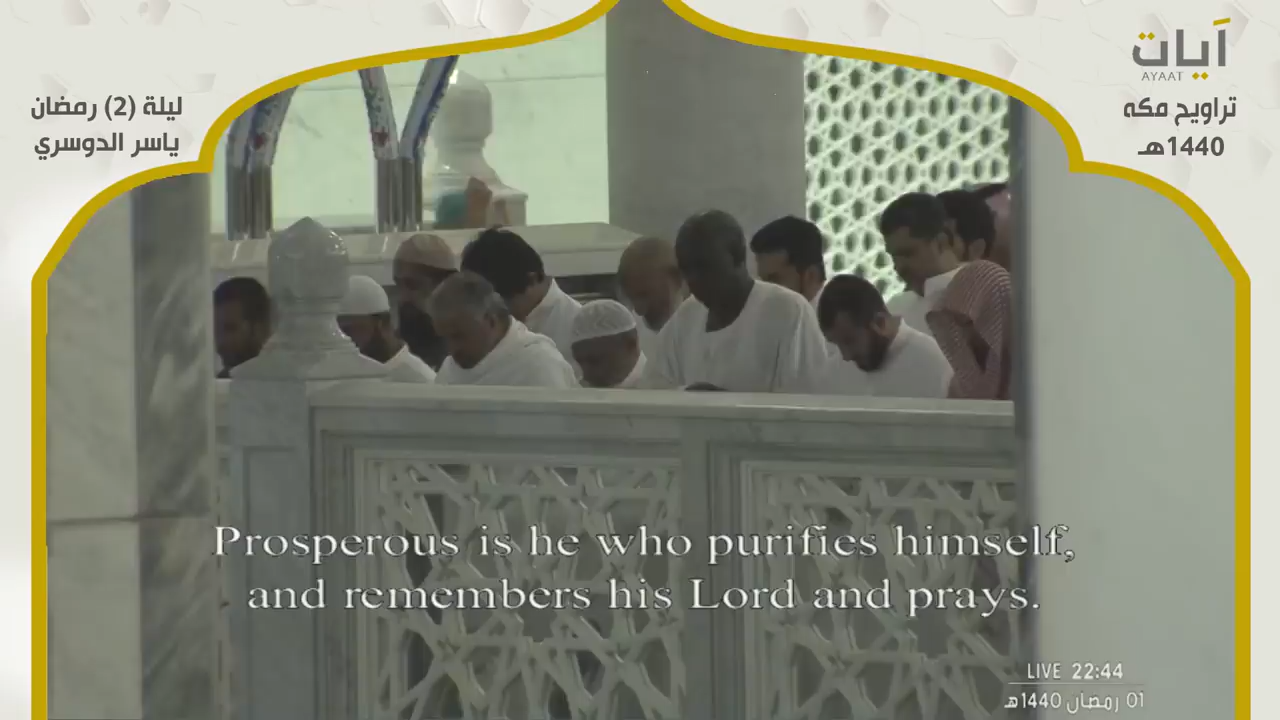 آيات
AYAAT
تراويح مكه
1440هـ
ليلة (2) رمضان
ياسر الدوسري
Prosperous is he who purifies himself,
and remembers his Lord and prays.
LIVE 22:44
01 رمضان 1440هـ